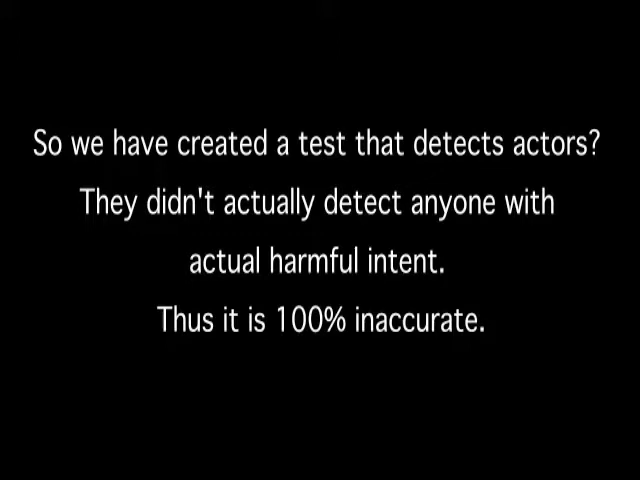 So we have created a test that detects actors?
They didn't actually detect anyone with
actual harmful intent.
Thus it is 100% inaccurate.